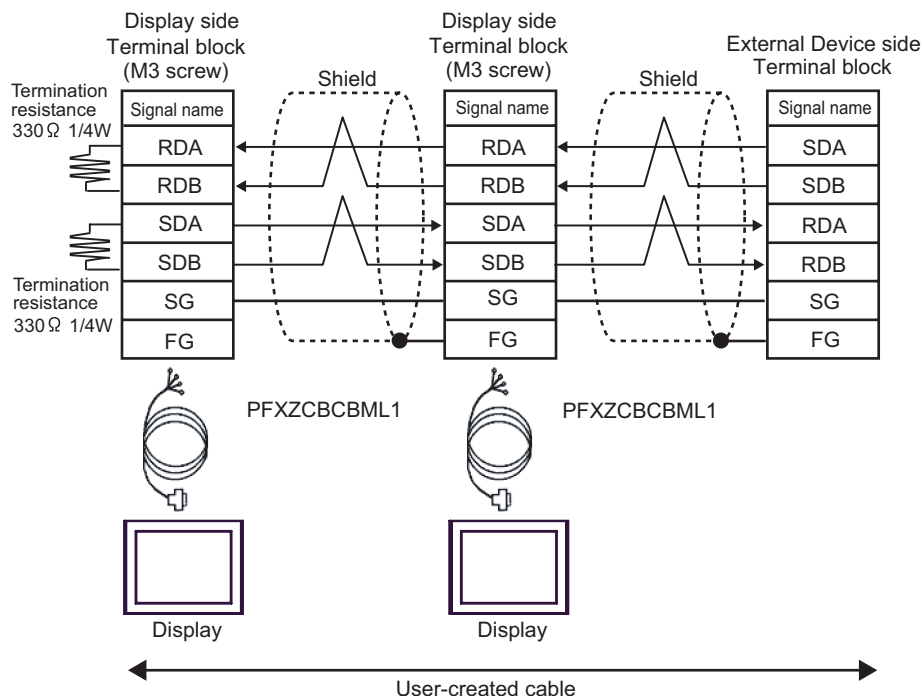 Display side
Terminal block
(M3 screw)
Display side
Terminal block
(M3 screw)
External Device side
Terminal block
Termination
resistance
330Ω 1/4W
Shield
Shield
Signal name
RDA
RDB
SDA
SDB
SG
FG
Signal name
RDA
RDB
SDA
SDB
SG
FG
Signal name
SDA
SDB
RDA
RDB
SG
FG
Termination
resistance
330Ω 1/4W
PFXZCBCBML1
PFXZCBCBML1
Display
Display
User-created cable